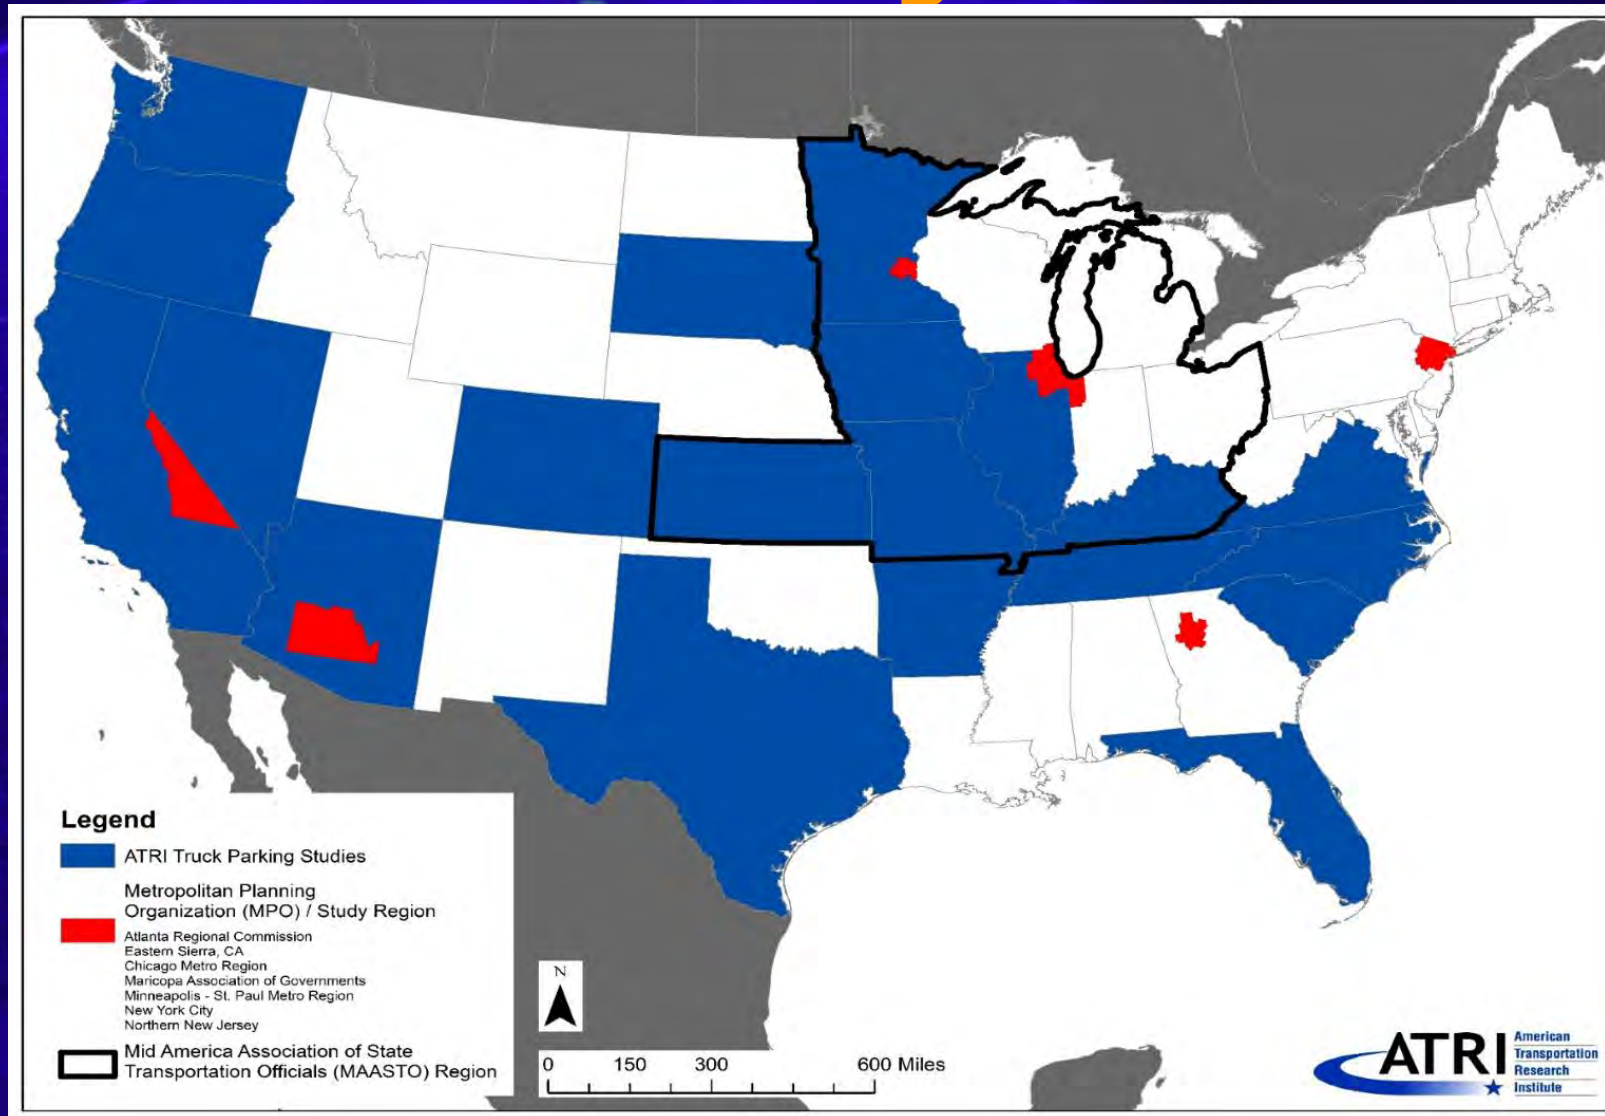 Legend
ATRI Truck Parking Studies
Metropolitan Planning
Organization (MPO) / Study Region
Atlanta Regional Commission
Eastern Sierra, CA
Chicago Metro Region
Maricopa Association of Governments
Minneapolis - St. Paul Metro Region
New York City
Northern New Jersey
Mid America Association of State
Transportation Officials (MAASTO) Region
N
0 150 300 600 Miles
ATRI
American
Transportation
Research
Institute